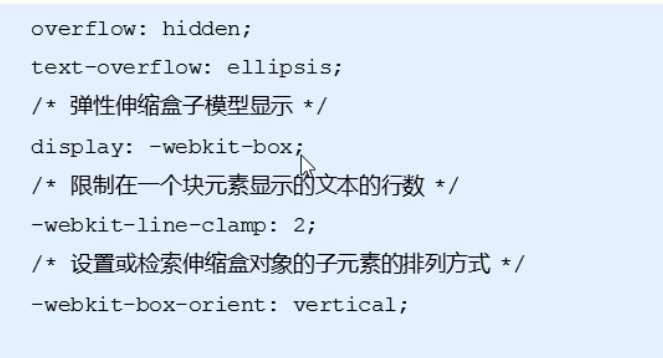 overflow: hidden;
text-overflow: ellipsis;
/* 弹性伸缩盒子模型显示 */
display: -webkit-box;
/* 限制在一个块元素显示的文本的行数 */
-webkit-line-clamp: 2;
/* 设置或检索伸缩盒对象的子元素的排列方式 */
-webkit-box-orient: vertical;